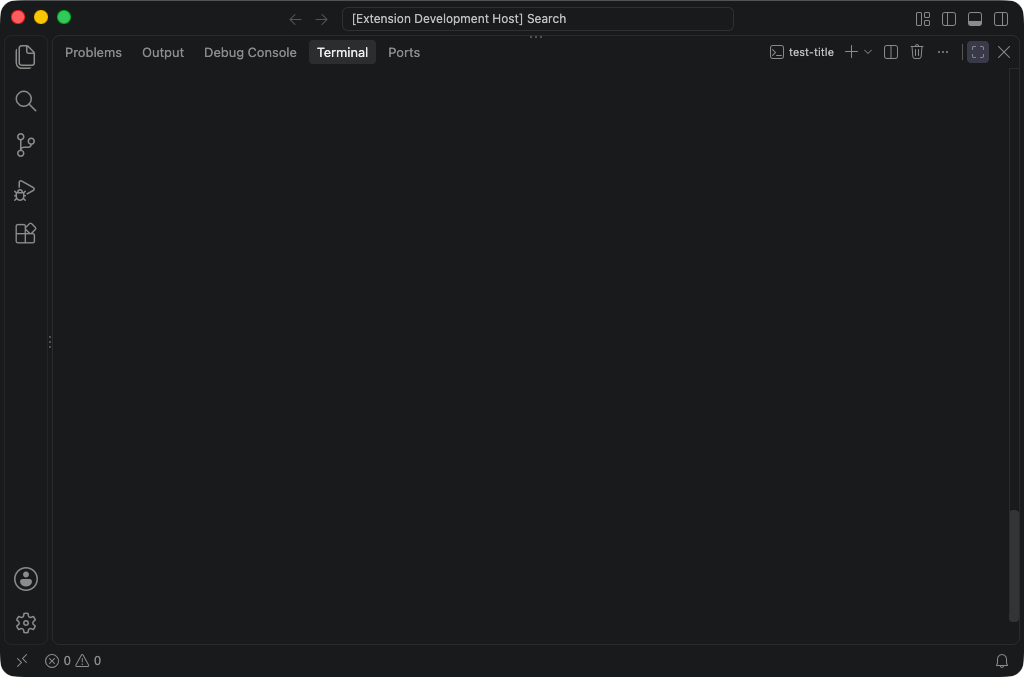 [Extension Development Host] Search
Problems Output Debug Console Terminal Ports test-title
0 0